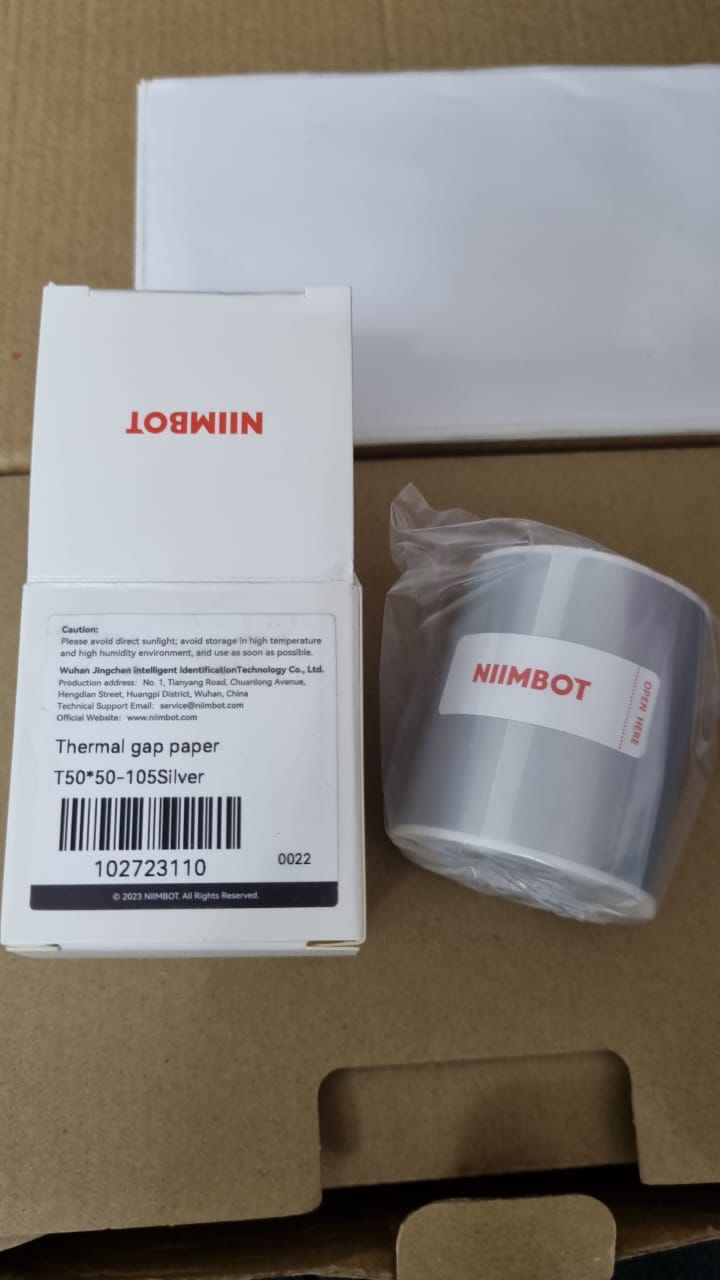 NIIMBOT
Caution:
Please avoid direct sunlight; avoid storage in high temperature
and high humidity environment, and use as soon as possible.
Wuhan Jingchen intelligent identificationTechnology Co., Ltd.
Production address: No. 1, Tianyang Road, Chuanlong Avenue,
Hengdian Street, Huangpi District, Wuhan, China
Technical Support Email: service@niimbot.com
Official Website: www.niimbot.com
Thermal gap paper
T50*50-105Silver
102723110
0022
© 2023 NIIMBOT. All Rights Reserved.
NIIMBOT
OPEN HERE